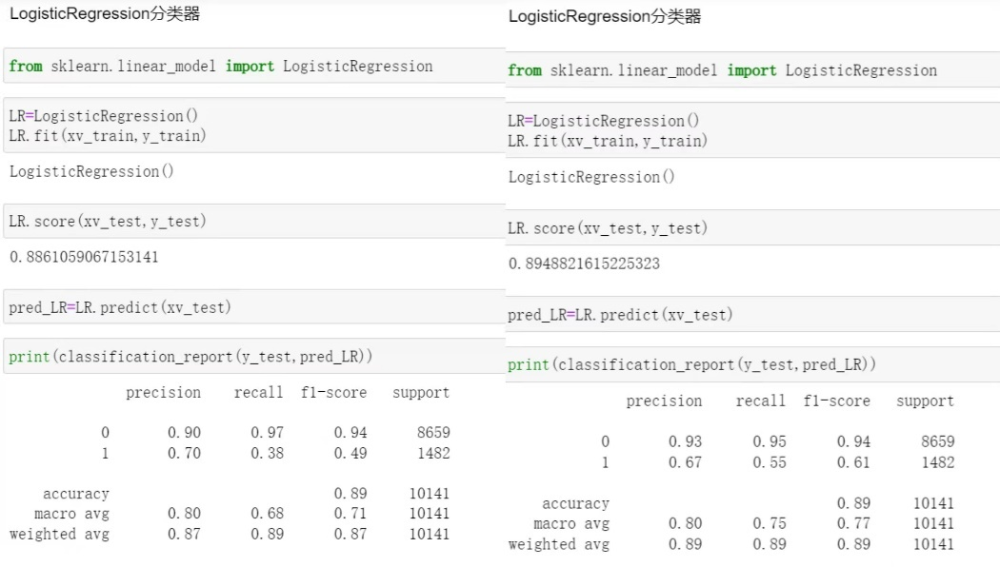 LogisticRegression分类器
from sklearn.linear_model import LogisticRegression
LR=LogisticRegression()
LR.fit(xv_train,y_train)
LogisticRegression()
LR.score(xv_test,y_test)
0.8861059067153141
pred_LR=LR.predict(xv_test)
print(classification_report(y_test,pred_LR))
precision recall f1-score support
0 0.90 0.97 0.94 8659
1 0.70 0.38 0.49 1482
accuracy 0.89 10141
macro avg 0.80 0.68 0.71 10141
weighted avg 0.87 0.89 0.87 10141
LogisticRegression分类器
from sklearn.linear_model import LogisticRegression
LR=LogisticRegression()
LR.fit(xv_train,y_train)
LogisticRegression()
LR.score(xv_test,y_test)
0.8948821615225323
pred_LR=LR.predict(xv_test)
print(classification_report(y_test,pred_LR))
precision recall f1-score support
0 0.93 0.95 0.94 8659
1 0.67 0.55 0.61 1482
accuracy 0.89 10141
macro avg 0.80 0.75 0.77 10141
weighted avg 0.89 0.89 0.89 10141